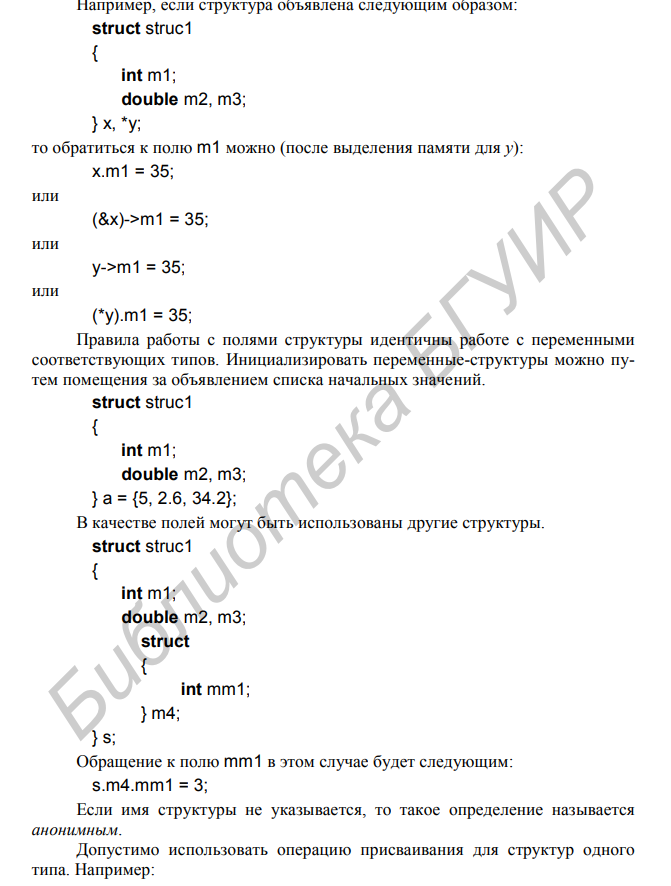 Например, если структура объявлена следующим образом:
struct struc1
{
int m1;
double m2, m3;
} x, *y;
то обратиться к полю m1 можно (после выделения памяти для y):
x.m1 = 35;
или
(&x)->m1 = 35;
или
y->m1 = 35;
или
(*y).m1 = 35;
Правила работы с полями структуры идентичны работе с переменными
соответствующих типов. Инициализировать переменные-структуры можно пу-
тем помещения за объявлением списка начальных значений.
struct struc1
{
int m1;
double m2, m3;
} a = {5, 2.6, 34.2};
В качестве полей могут быть использованы другие структуры.
struct struc1
{
int m1;
double m2, m3;
struct
{
int mm1;
} m4;
} s;
Обращение к полю mm1 в этом случае будет следующим:
s.m4.mm1 = 3;
Если имя структуры не указывается, то такое определение называется
анонимным.
Допустимо использовать операцию присваивания для структур одного
типа. Например:
Библиотека БГУИР